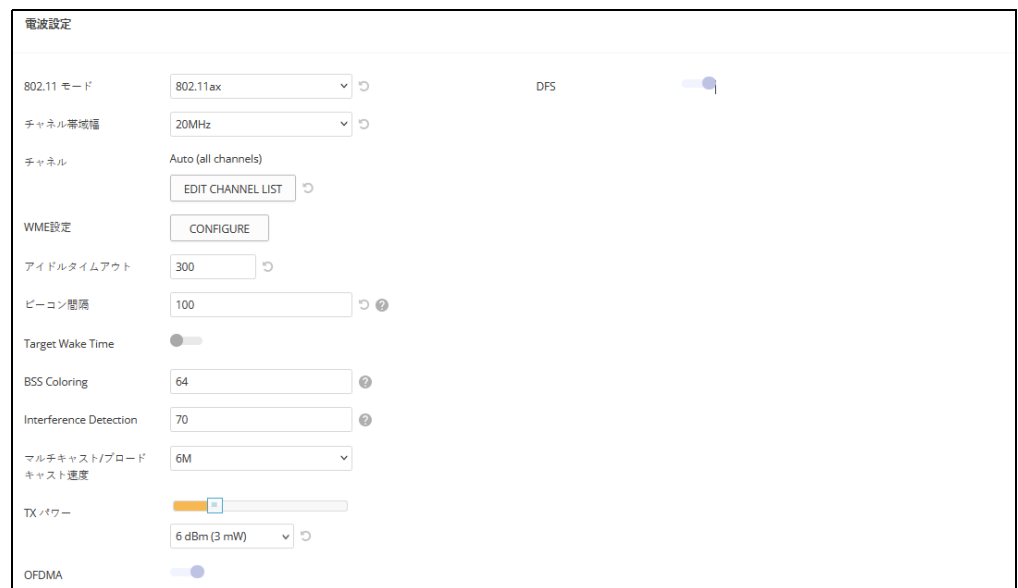 電波設定
802.11 モード
802.11ax
DFS
チャネル帯域幅
20MHz
チャネル
Auto (all channels)
EDIT CHANNEL LIST
WME設定
CONFIGURE
アイドルタイムアウト
300
ビーコン間隔
100
?
Target Wake Time
BSS Coloring
64
?
Interference Detection
70
?
マルチキャスト/ブロード
キャスト速度
6M
TX パワー
6 dBm (3 mW)
OFDMA